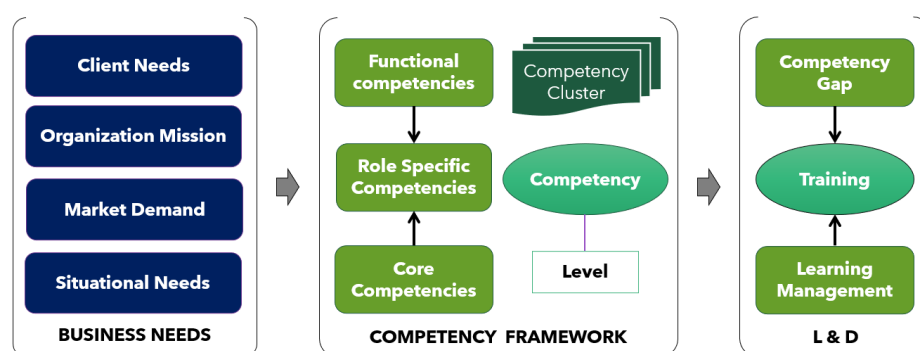 Client Needs
Organization Mission
Market Demand
Situational Needs
BUSINESS NEEDS
Functional
competencies
Competency
Cluster
Role Specific
Competencies
Competency
Core
Competencies
Level
COMPETENCY FRAMEWORK
Competency
Gap
Training
Learning
Management
L & D